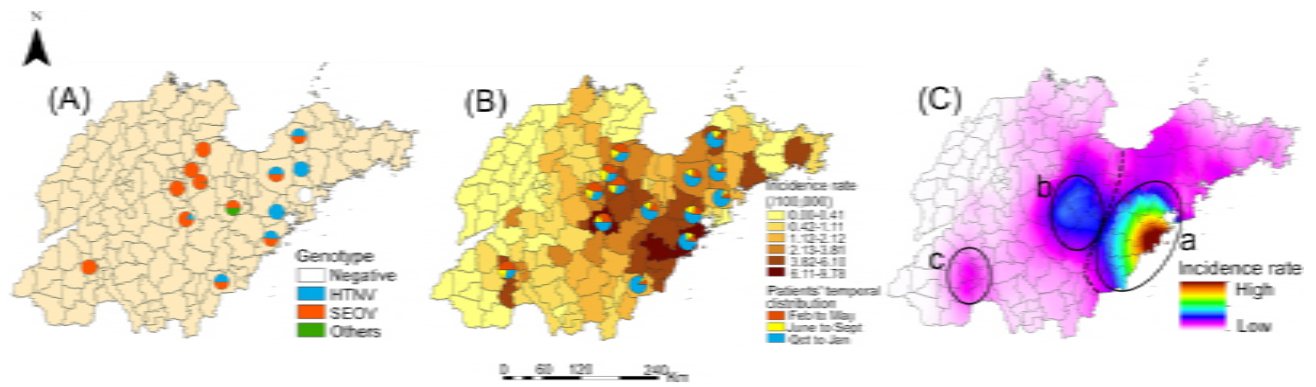 N
(A)
Genotype
Negative
HTNV
SEOV
Others
(B)
Incidence rate
(/100,000)
0.00-0.41
0.42-1.11
1.12-2.12
2.13-3.81
3.82-6.10
6.11-8.78
Patients' temporal
distribution
Feb to May
June to Sept
Oct to Jan
0 60 120 240
Km
(C)
b
a
c
Incidence rate
High
Low